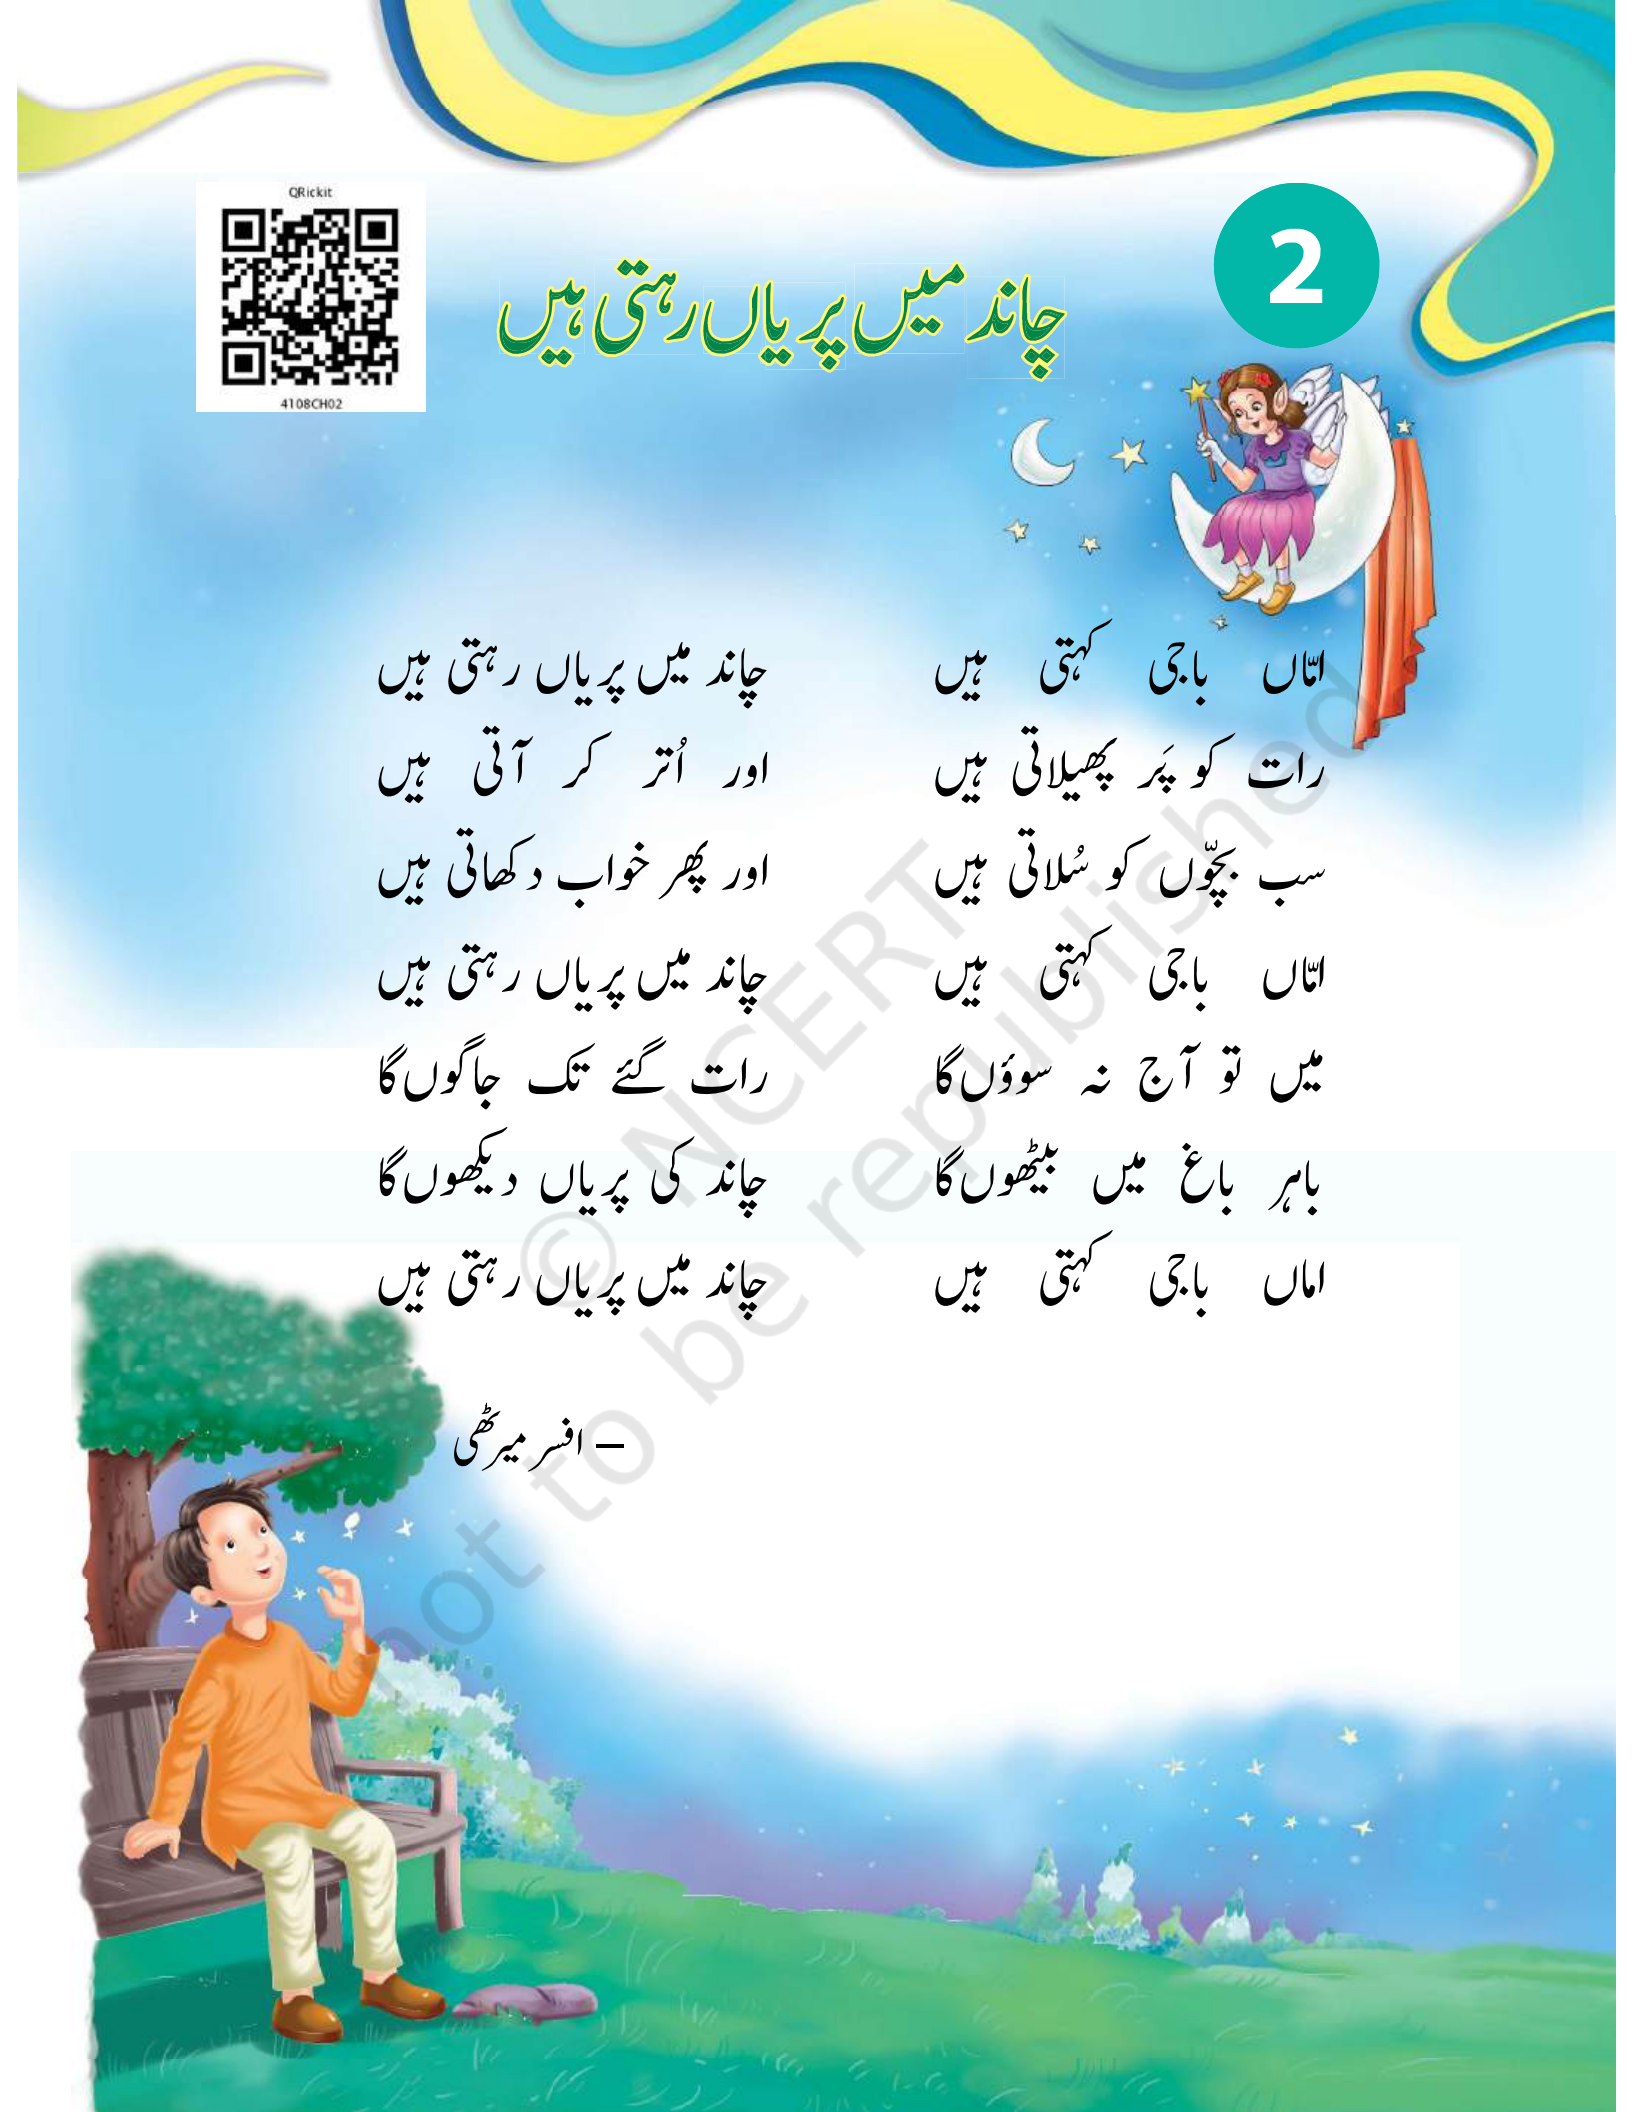 QRickit
4108CH02
2
چاند میں پریاں رہتی ہیں
امّاں باجی کہتی ہیں چاند میں پریاں رہتی ہیں
رات کو پَر پھیلاتی ہیں اور اُتر کر آتی ہیں
سب بچّوں کو سُلاتی ہیں اور پھر خواب دکھاتی ہیں
امّاں باجی کہتی ہیں چاند میں پریاں رہتی ہیں
میں تو آج نہ سوؤں گا رات گئے تک جاگوں گا
باہر باغ میں بیٹھوں گا چاند کی پریاں دیکھوں گا
اماں باجی کہتی ہیں چاند میں پریاں رہتی ہیں
– افسر میرٹھی
© NCERT
not to be republished